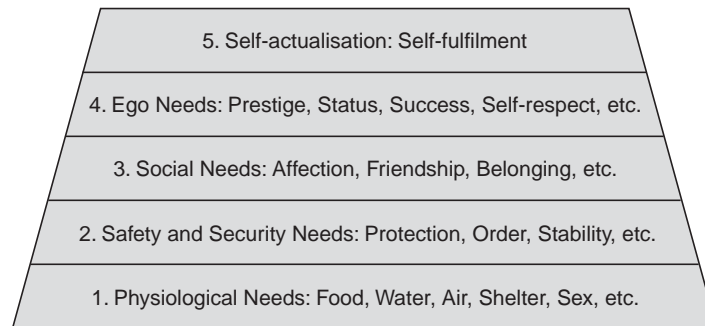 5. Self-actualisation: Self-fulfilment
4. Ego Needs: Prestige, Status, Success, Self-respect, etc.
3. Social Needs: Affection, Friendship, Belonging, etc.
2. Safety and Security Needs: Protection, Order, Stability, etc.
1. Physiological Needs: Food, Water, Air, Shelter, Sex, etc.